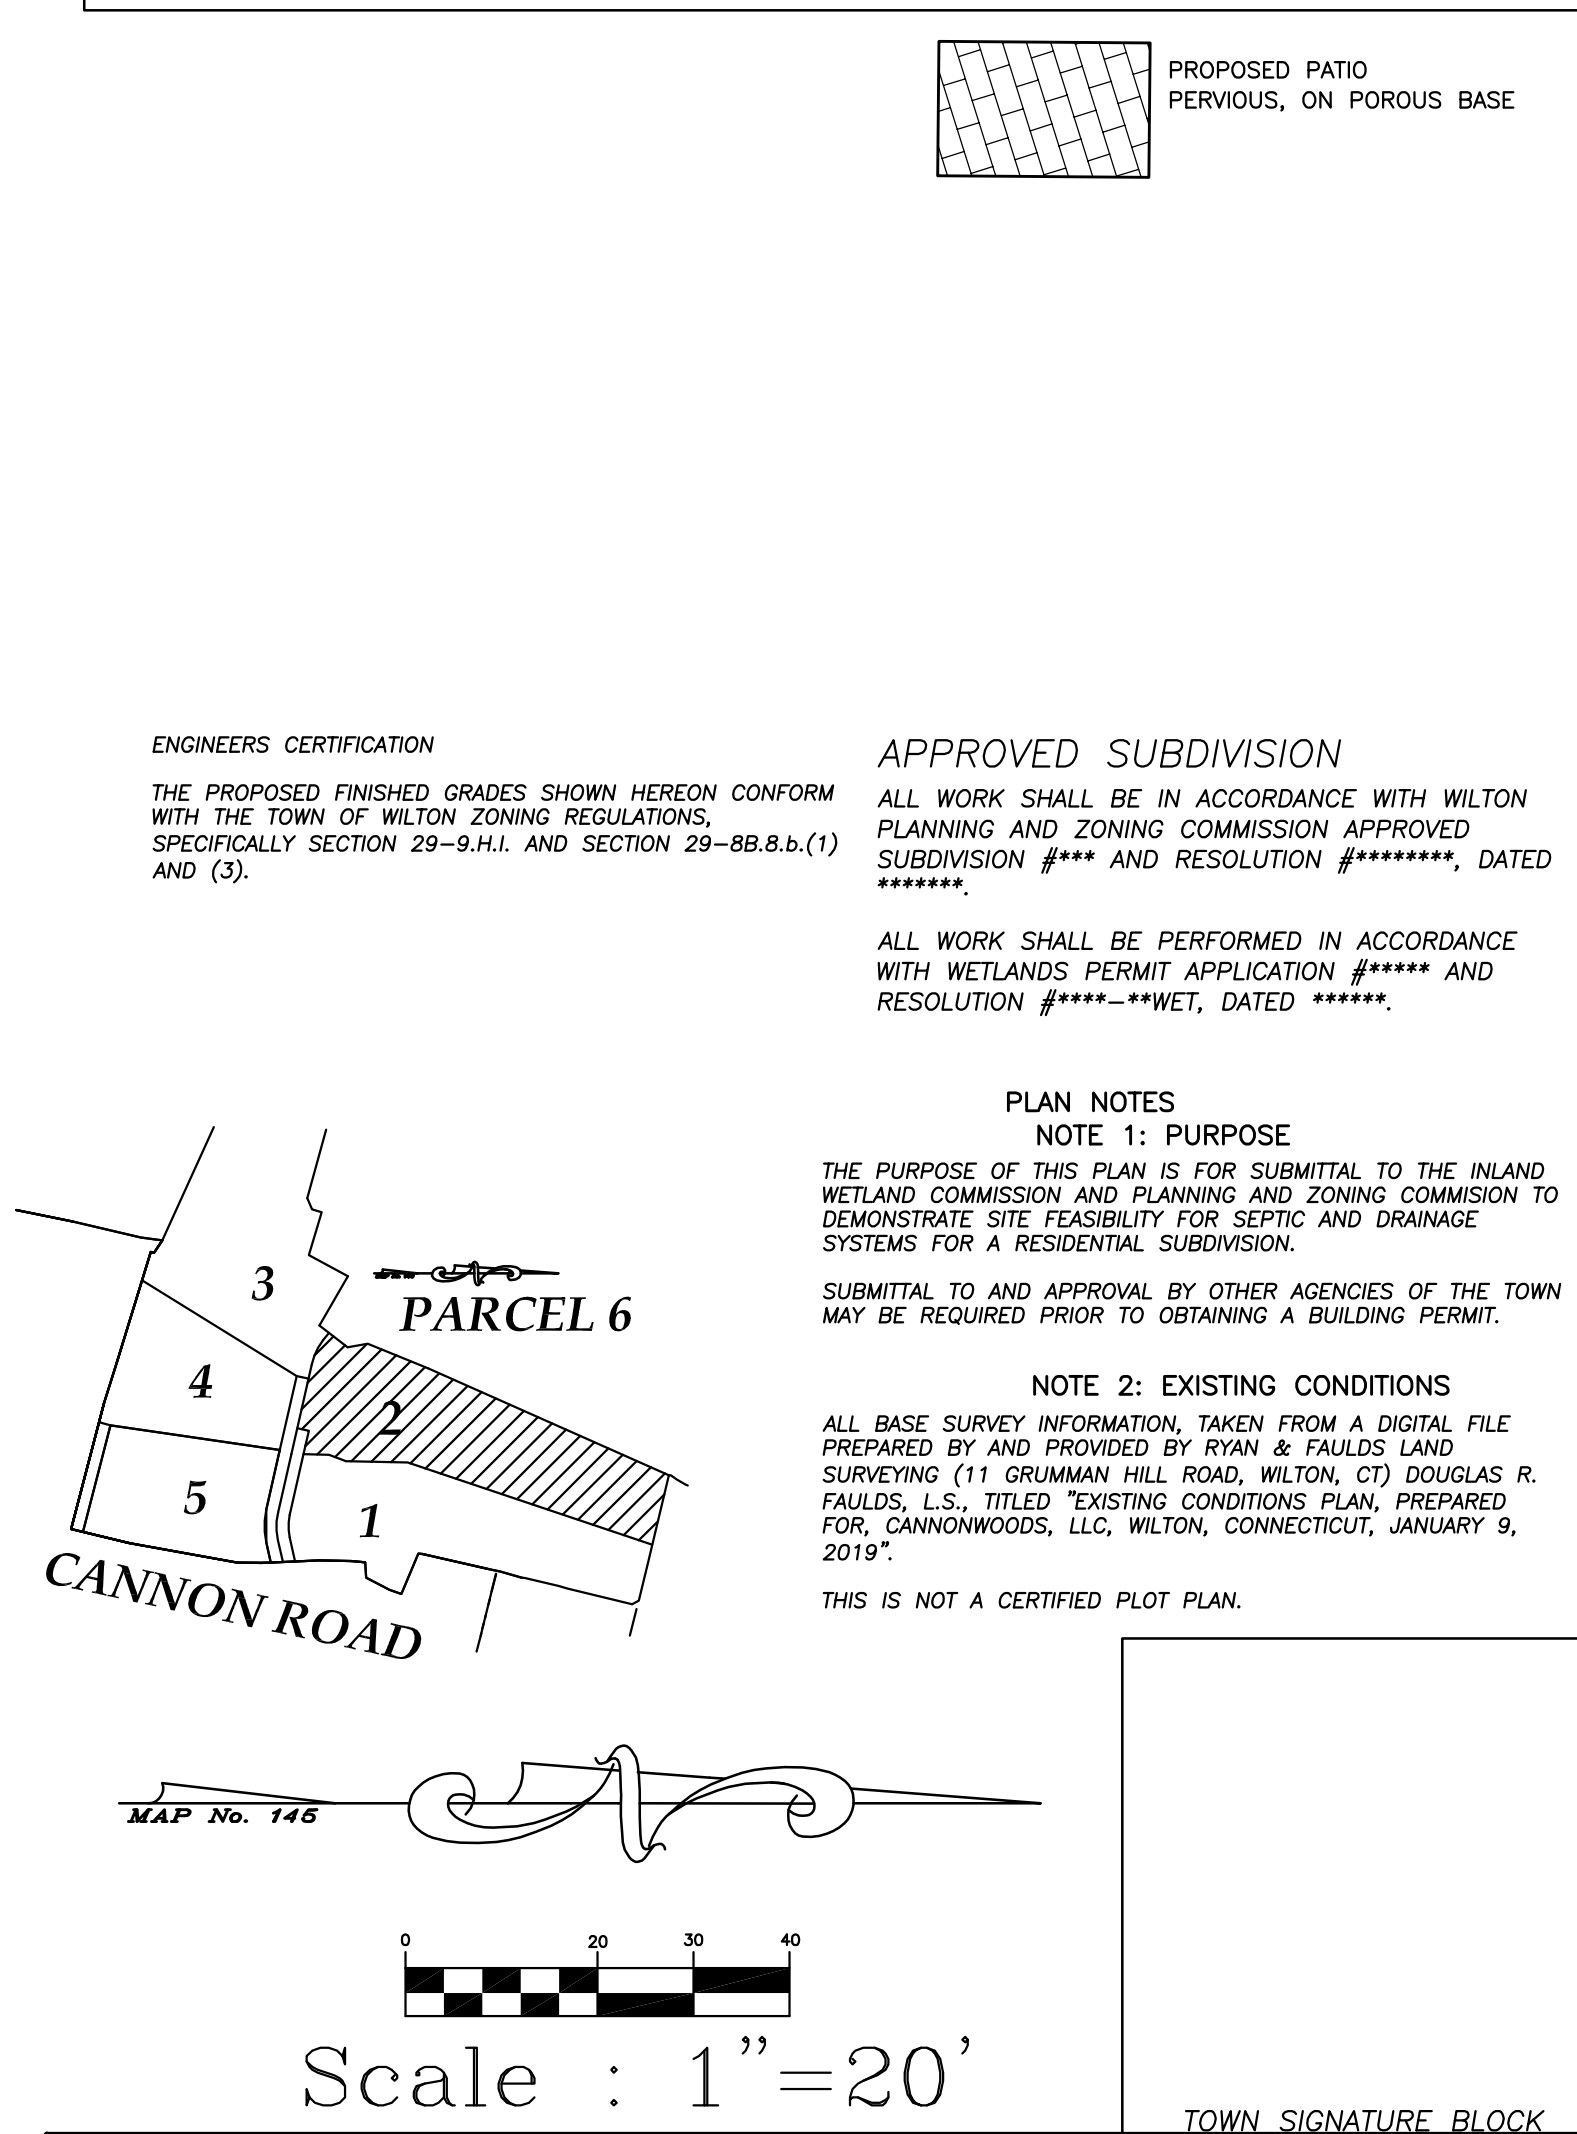 PROPOSED PATIO
PERVIOUS, ON POROUS BASE
ENGINEERS CERTIFICATION
THE PROPOSED FINISHED GRADES SHOWN HEREON CONFORM
WITH THE TOWN OF WILTON ZONING REGULATIONS,
SPECIFICALLY SECTION 29-9.H.I. AND SECTION 29-8B.8.b.(1)
AND (3).
APPROVED SUBDIVISION
ALL WORK SHALL BE IN ACCORDANCE WITH WILTON
PLANNING AND ZONING COMMISSION APPROVED
SUBDIVISION #*** AND RESOLUTION #********, DATED
*******.
ALL WORK SHALL BE PERFORMED IN ACCORDANCE
WITH WETLANDS PERMIT APPLICATION #***** AND
RESOLUTION #****-**WET, DATED ******.
PLAN NOTES
NOTE 1: PURPOSE
THE PURPOSE OF THIS PLAN IS FOR SUBMITTAL TO THE INLAND
WETLAND COMMISSION AND PLANNING AND ZONING COMMISION TO
DEMONSTRATE SITE FEASIBILITY FOR SEPTIC AND DRAINAGE
SYSTEMS FOR A RESIDENTIAL SUBDIVISION.
SUBMITTAL TO AND APPROVAL BY OTHER AGENCIES OF THE TOWN
MAY BE REQUIRED PRIOR TO OBTAINING A BUILDING PERMIT.
NOTE 2: EXISTING CONDITIONS
ALL BASE SURVEY INFORMATION, TAKEN FROM A DIGITAL FILE
PREPARED BY AND PROVIDED BY RYAN & FAULDS LAND
SURVEYING (11 GRUMMAN HILL ROAD, WILTON, CT) DOUGLAS R.
FAULDS, L.S., TITLED "EXISTING CONDITIONS PLAN, PREPARED
FOR, CANNONWOODS, LLC, WILTON, CONNECTICUT, JANUARY 9,
2019".
THIS IS NOT A CERTIFIED PLOT PLAN.
3
PARCEL 6
4
2
5
1
CANNON ROAD
MAP No. 145
N
0 20 30 40
Scale : 1"=20'
TOWN SIGNATURE BLOCK